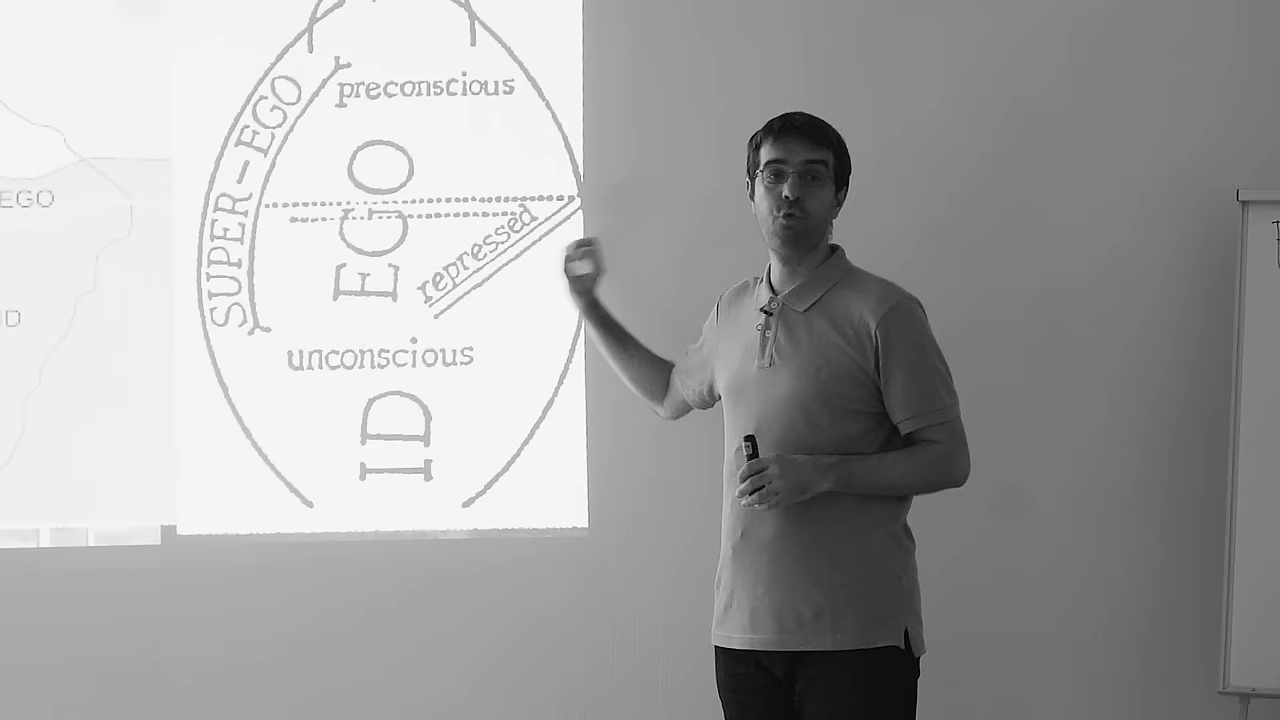 preconscious
SUPER-EGO
EGO
EGO
repressed
unconscious
ID